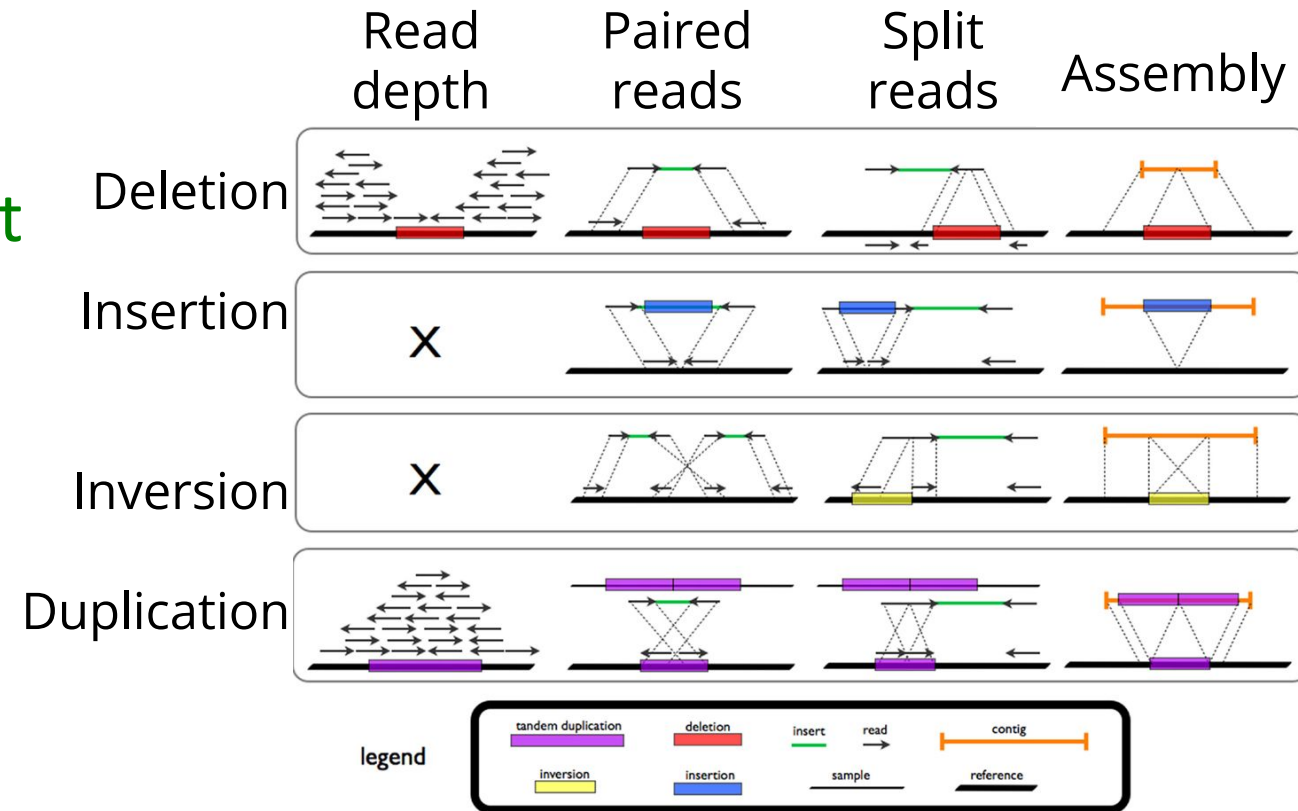 Read
depth
Paired
reads
Split
reads
Assembly
t
Deletion
Insertion
X
Inversion
X
Duplication
legend
tandem duplication
deletion
insert
read
contig
inversion
insertion
sample
reference